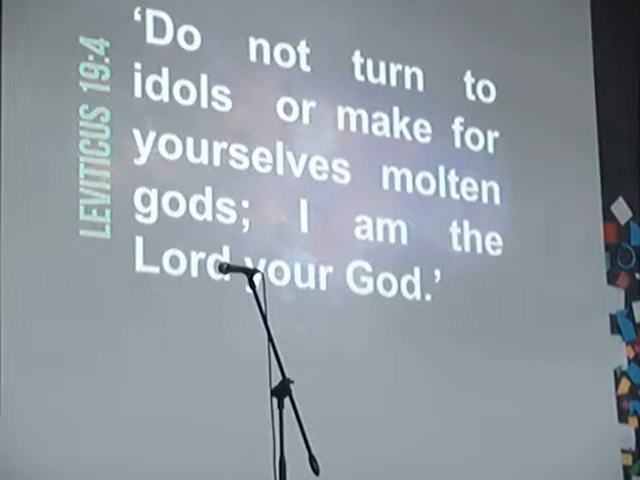 LEVITICUS 19:4
‘Do not turn to
idols or make for
yourselves molten
gods; I am the
Lord your God.’